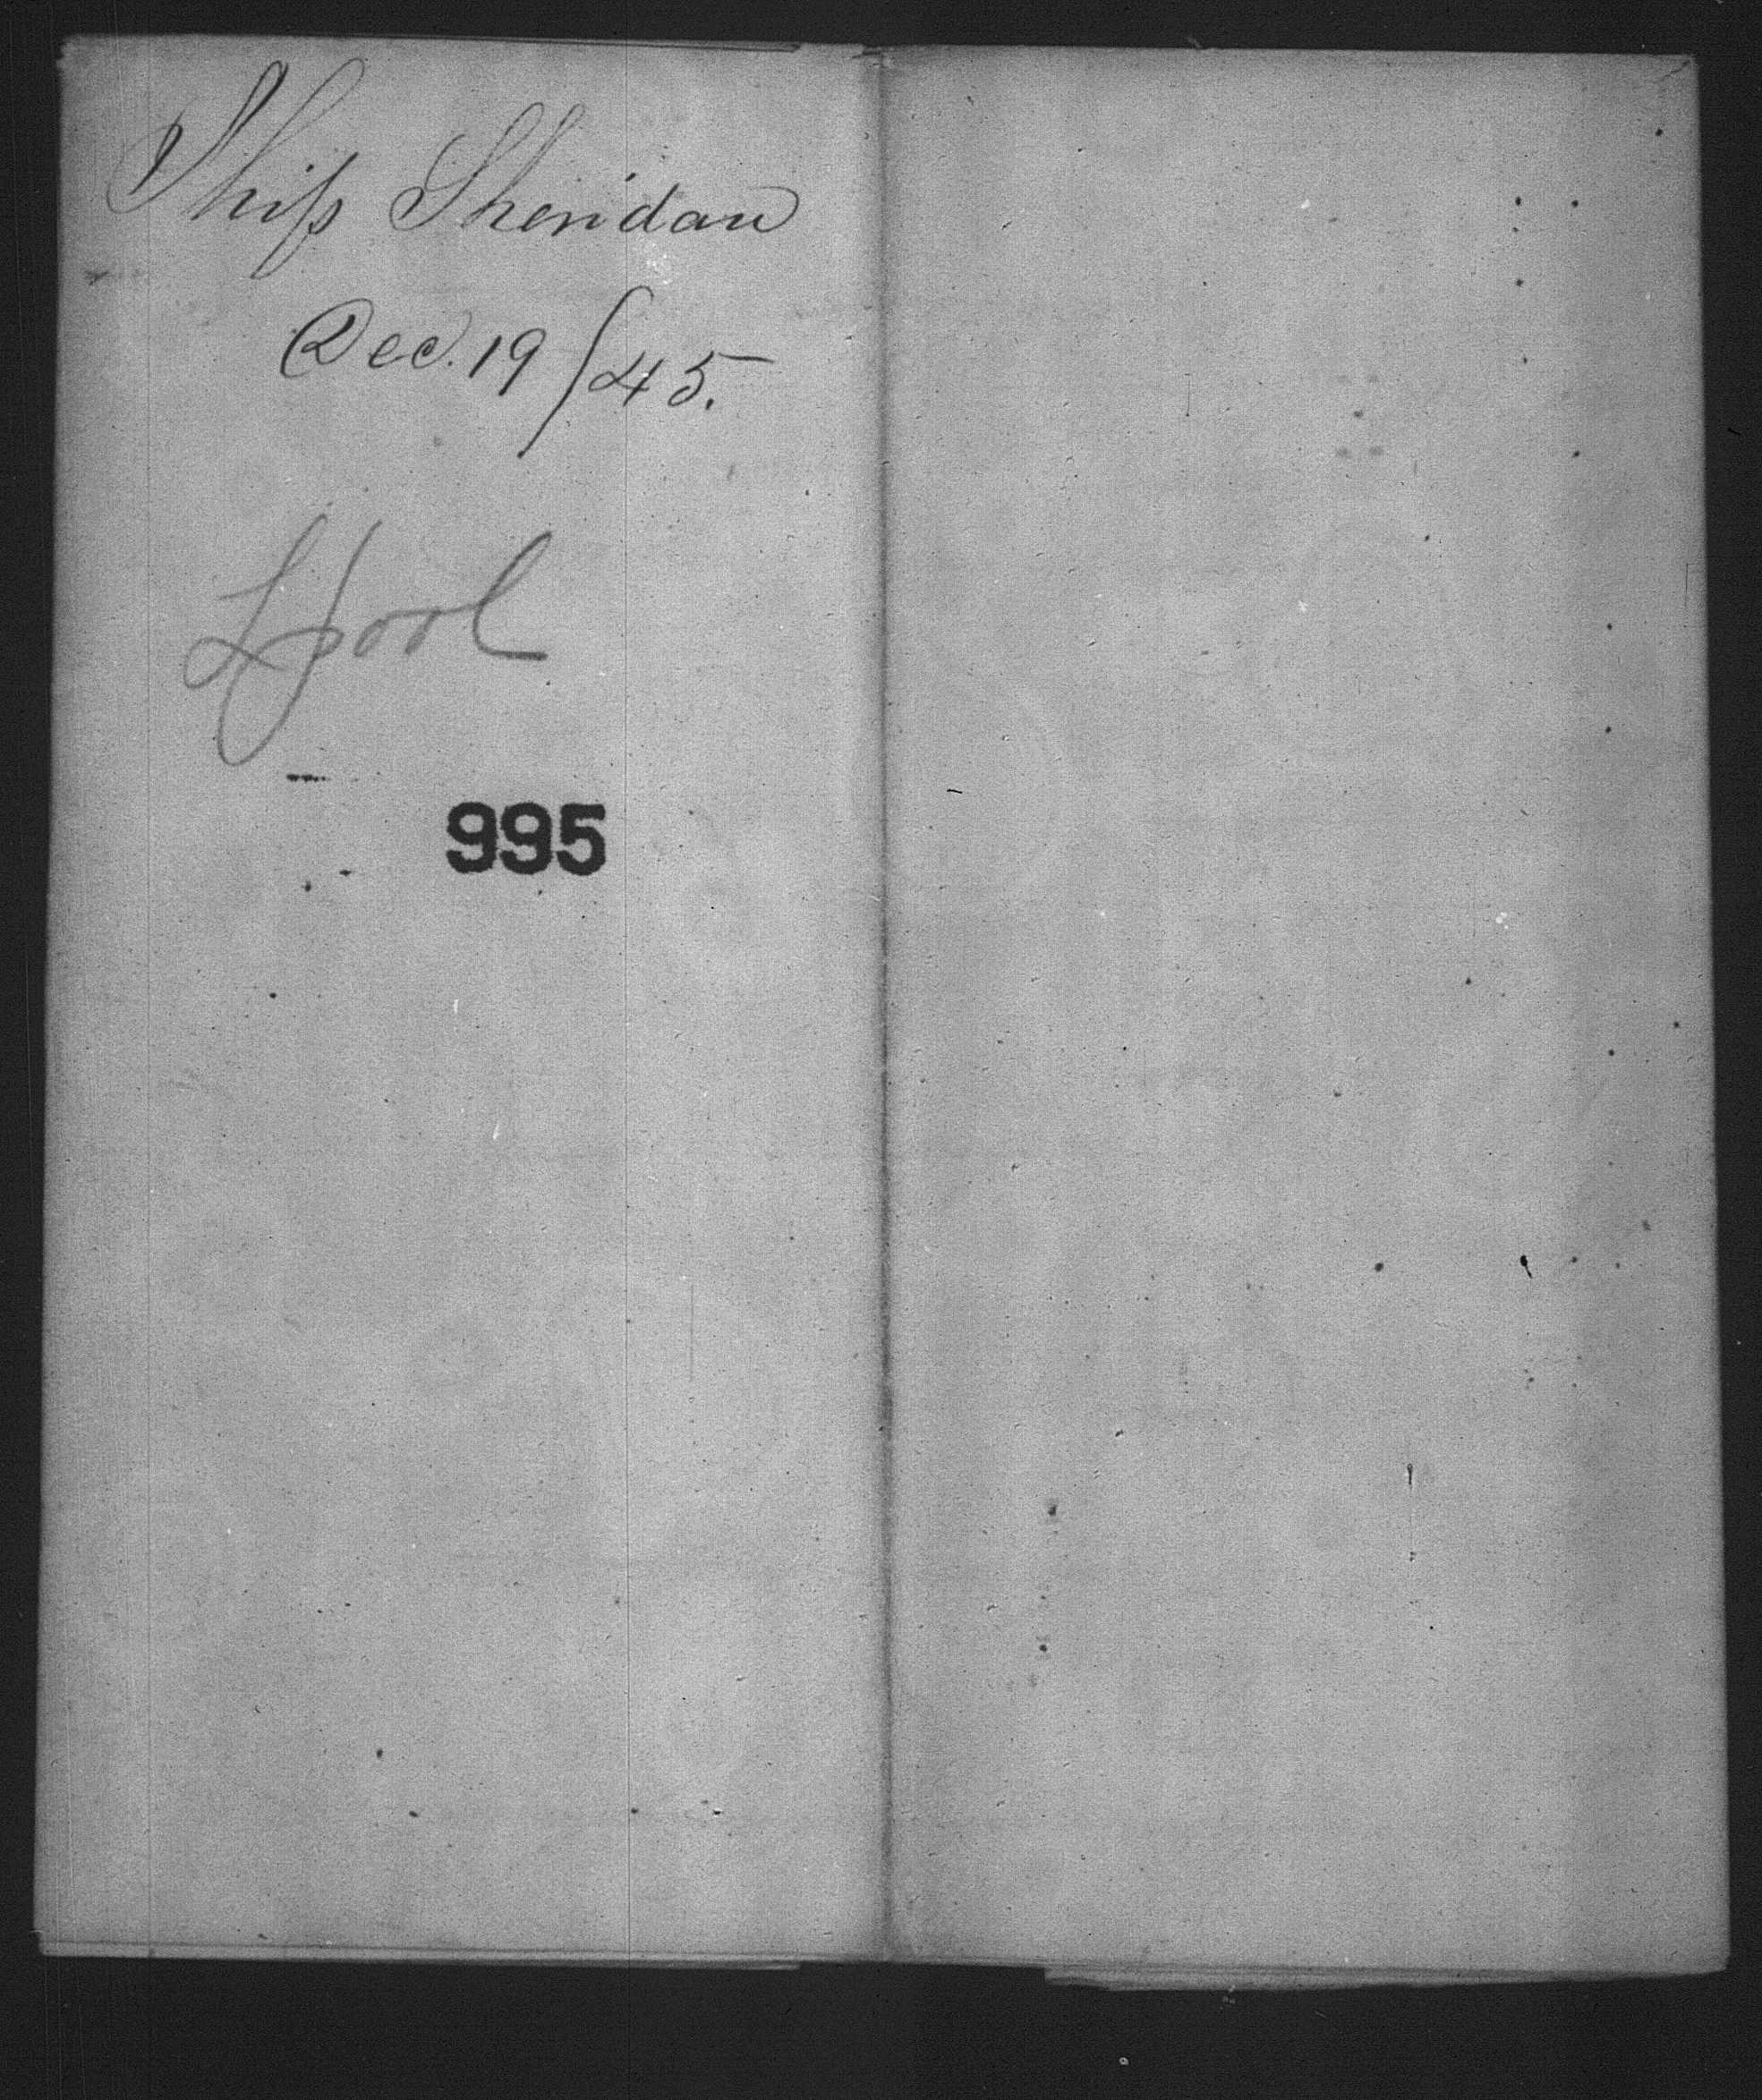 Ship Sheridan
Dec. 19/45.
Lpool
995